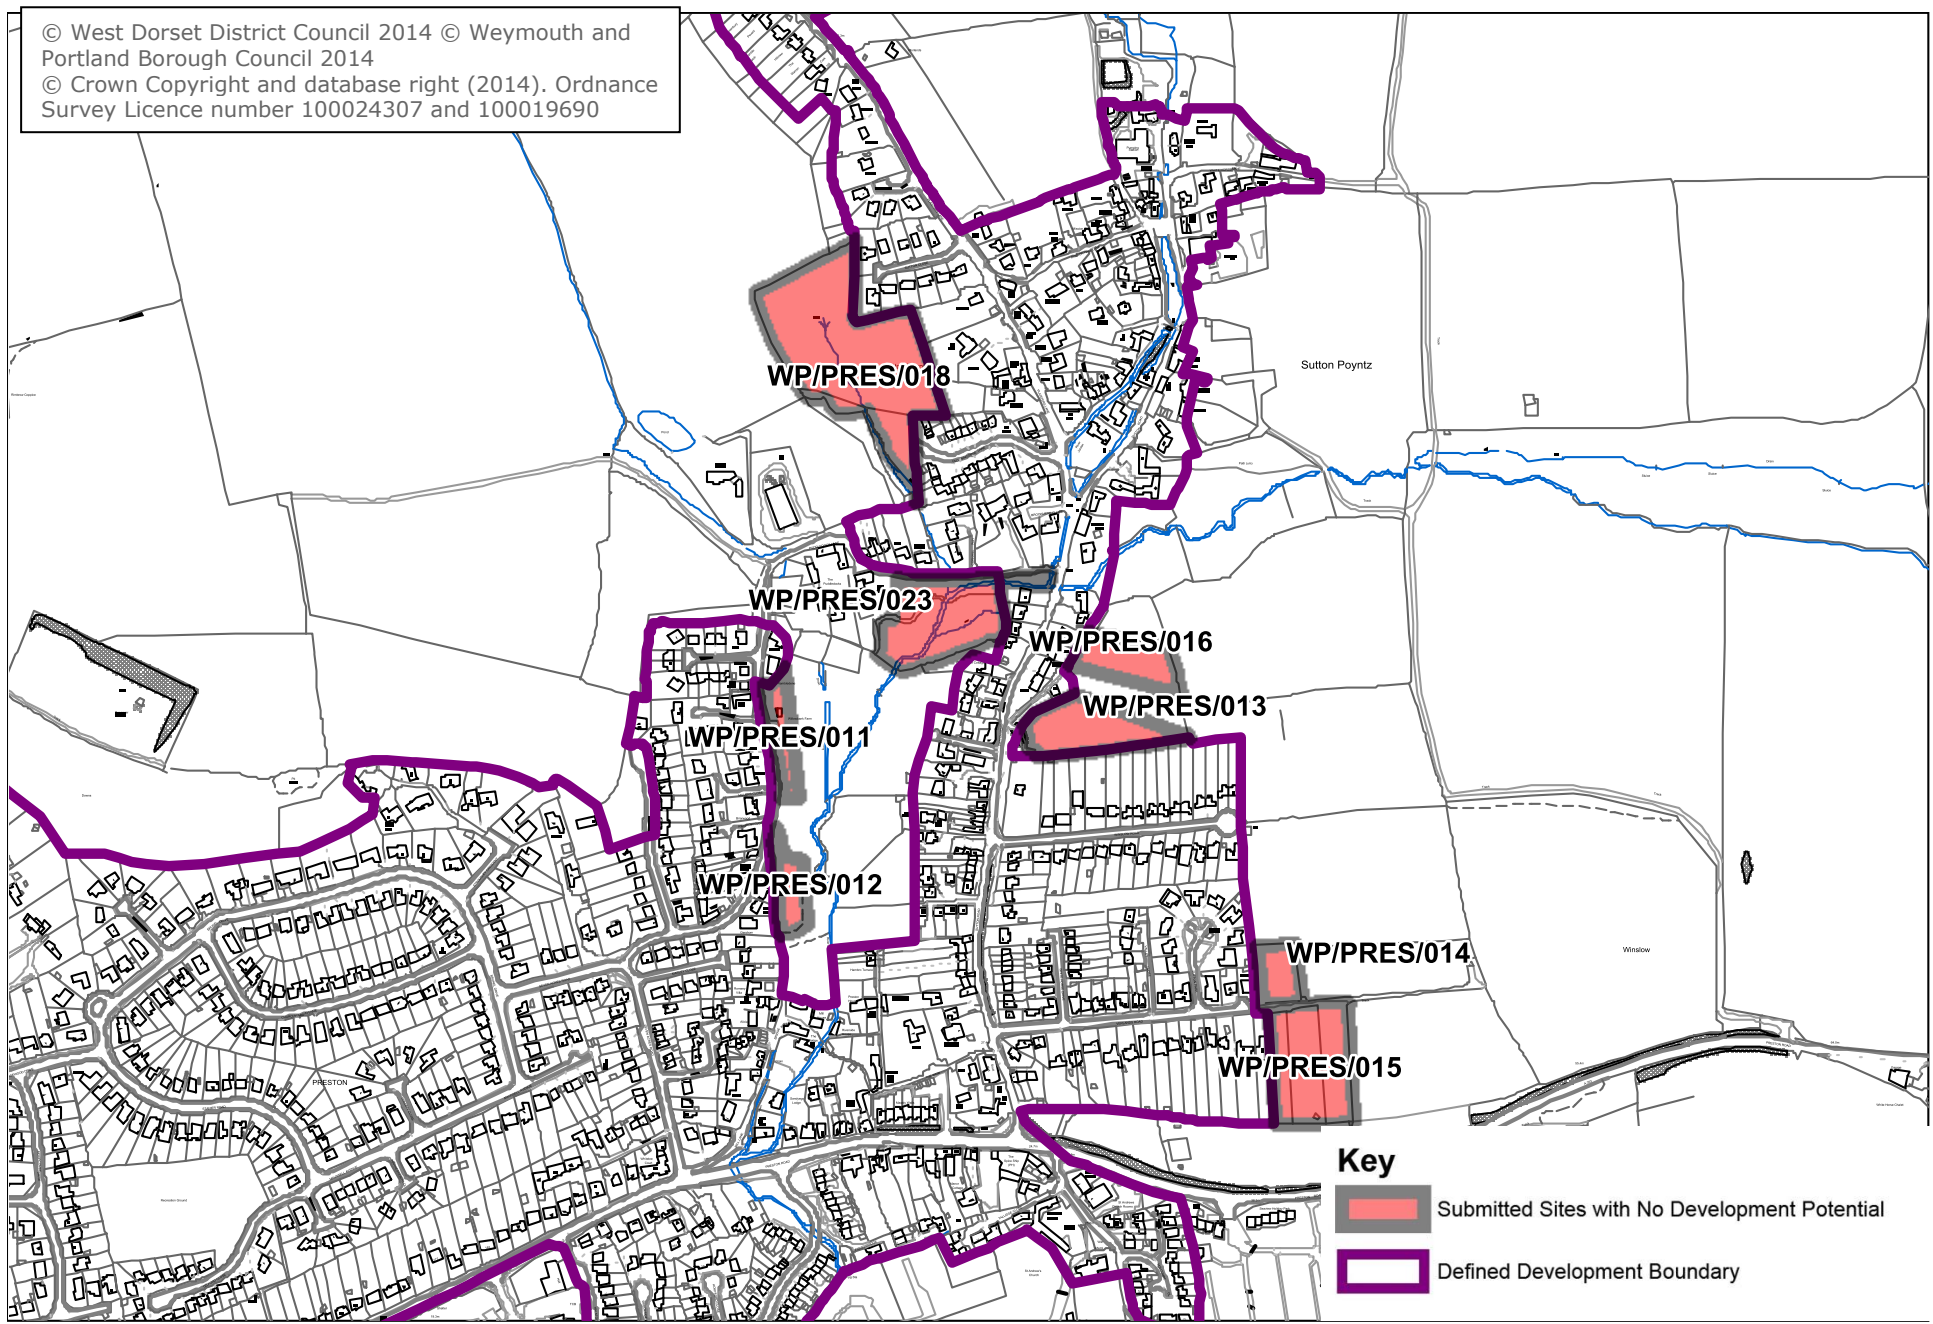 © West Dorset District Council 2014 © Weymouth and
Portland Borough Council 2014
© Crown Copyright and database right (2014). Ordnance
Survey Licence number 100024307 and 100019690
Sutton Poyntz
WP/PRES/018
WP/PRES/023
WP/PRES/016
WP/PRES/013
WP/PRES/011
WP/PRES/012
WP/PRES/014
Winslow
WP/PRES/015
PRESTON
Key
Submitted Sites with No Development Potential
Defined Development Boundary